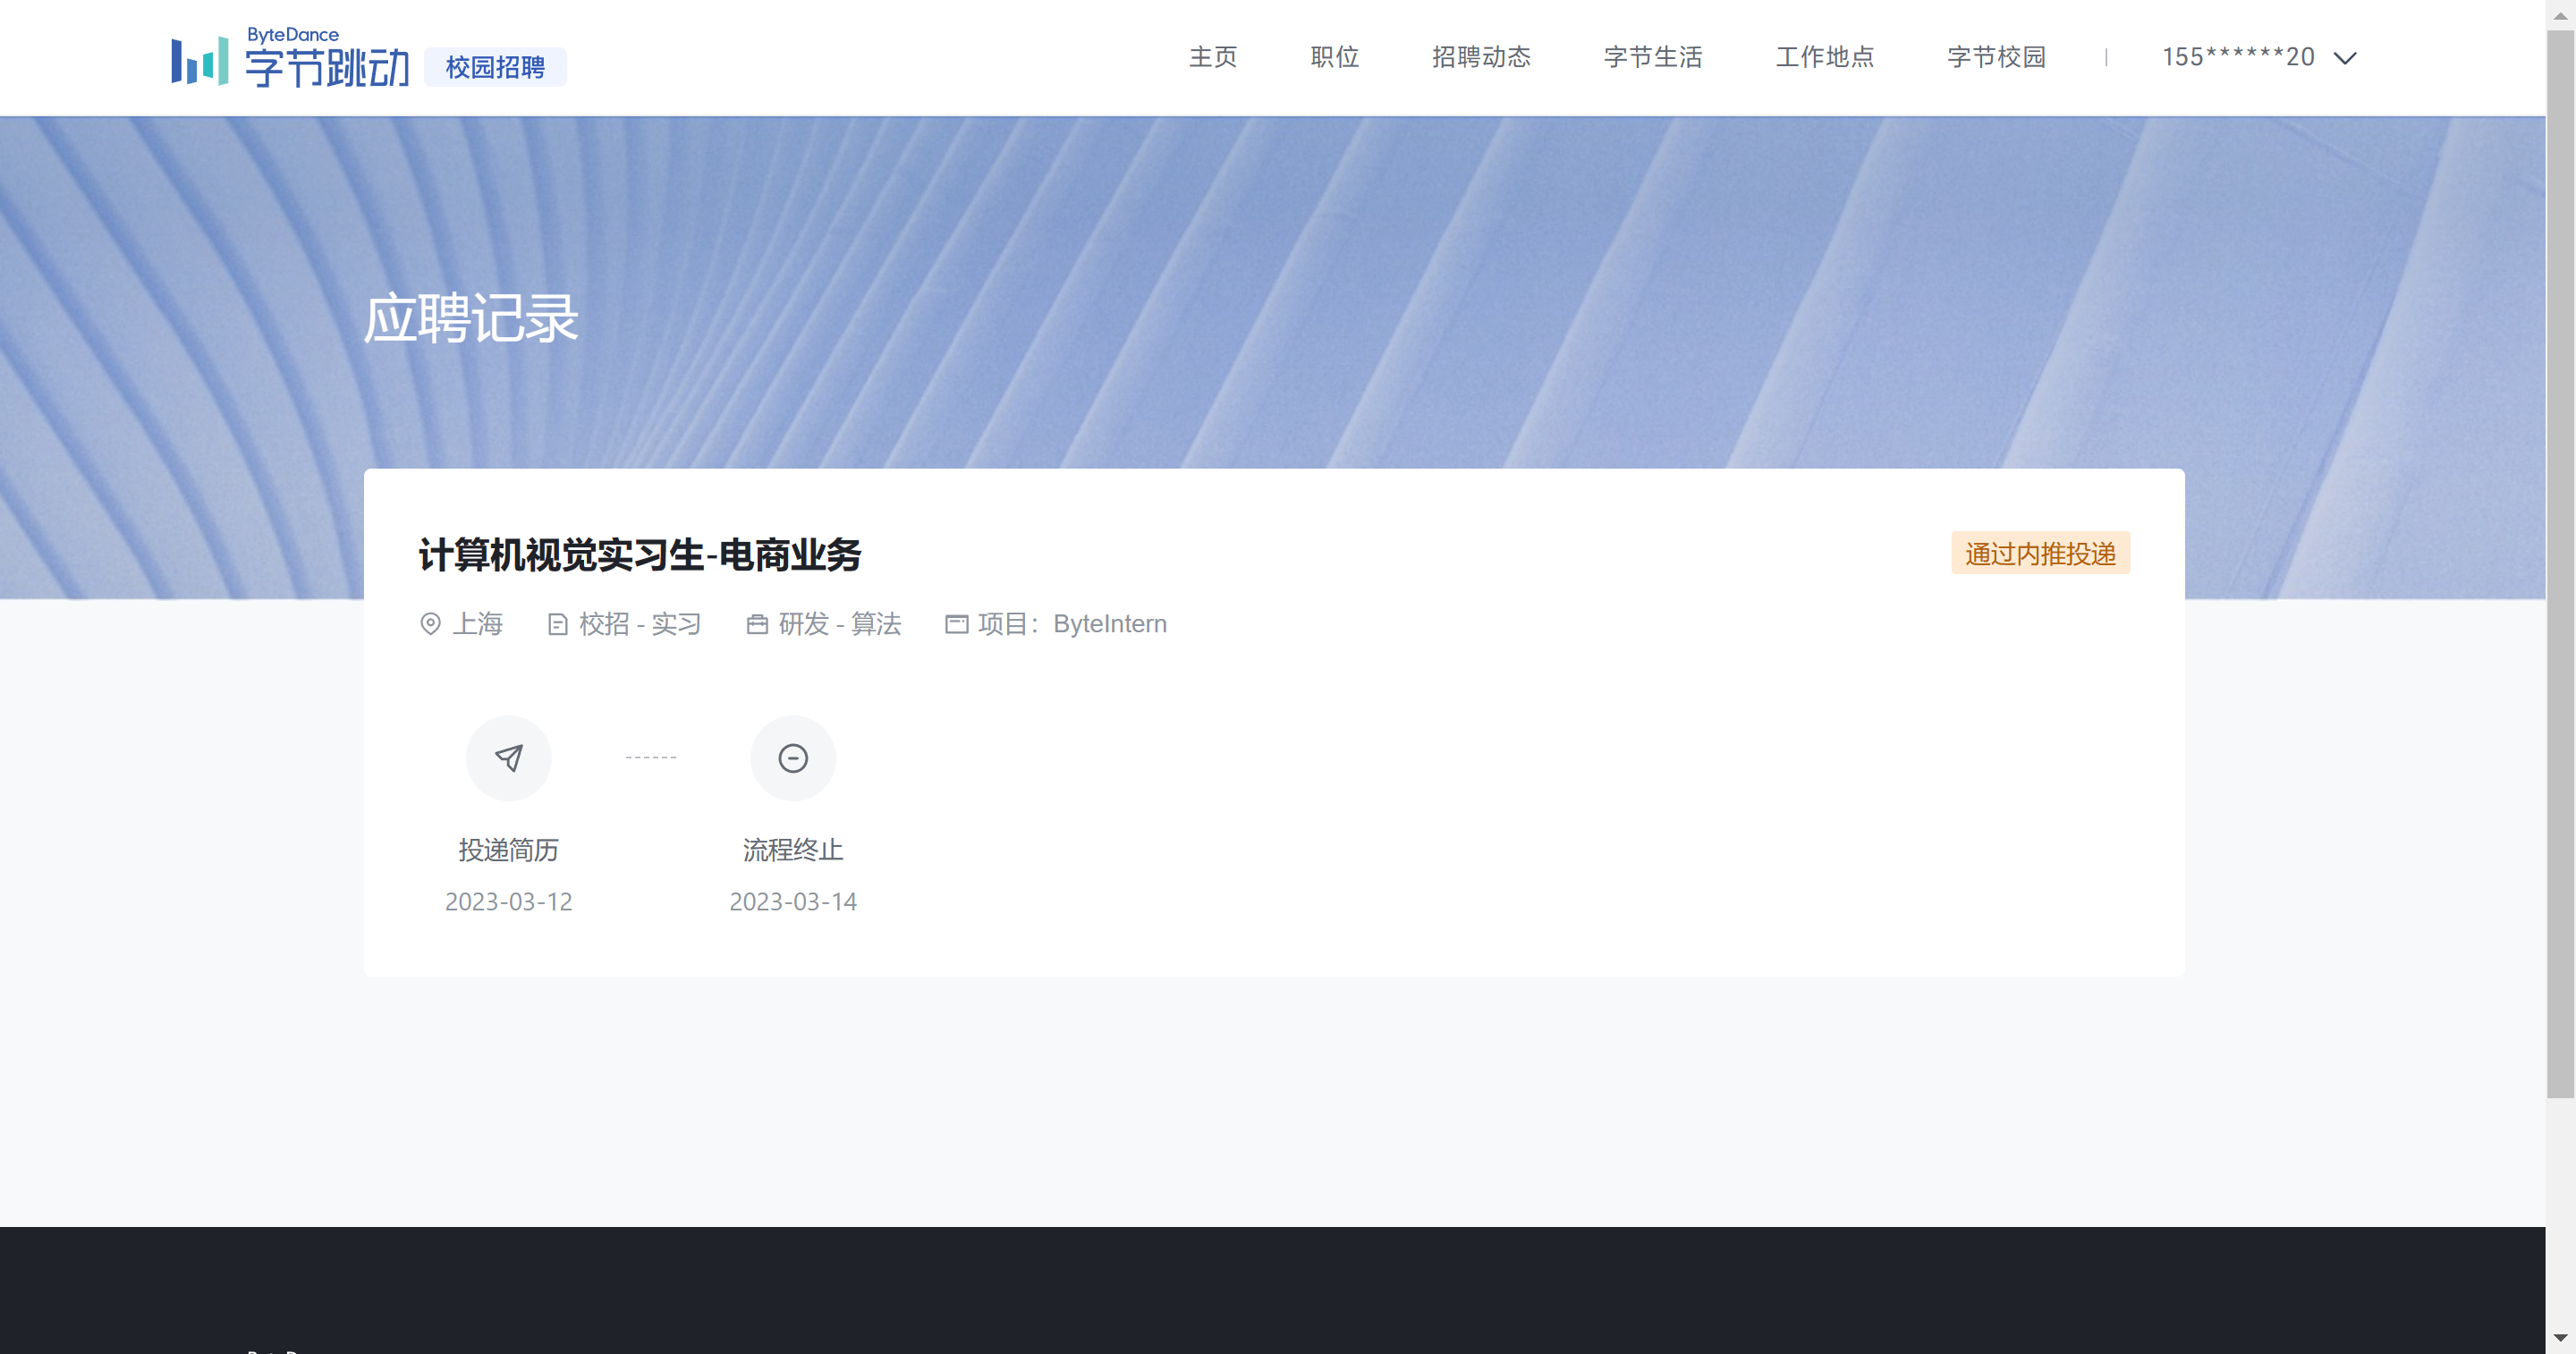 ByteDance
字节跳动 校园招聘
主页 职位 招聘动态 字节生活 工作地点 字节校园 | 155******20
应聘记录
计算机视觉实习生-电商业务
通过内推投递
上海 校招 - 实习 研发 - 算法 项目：ByteIntern
投递简历 流程终止
2023-03-12 2023-03-14